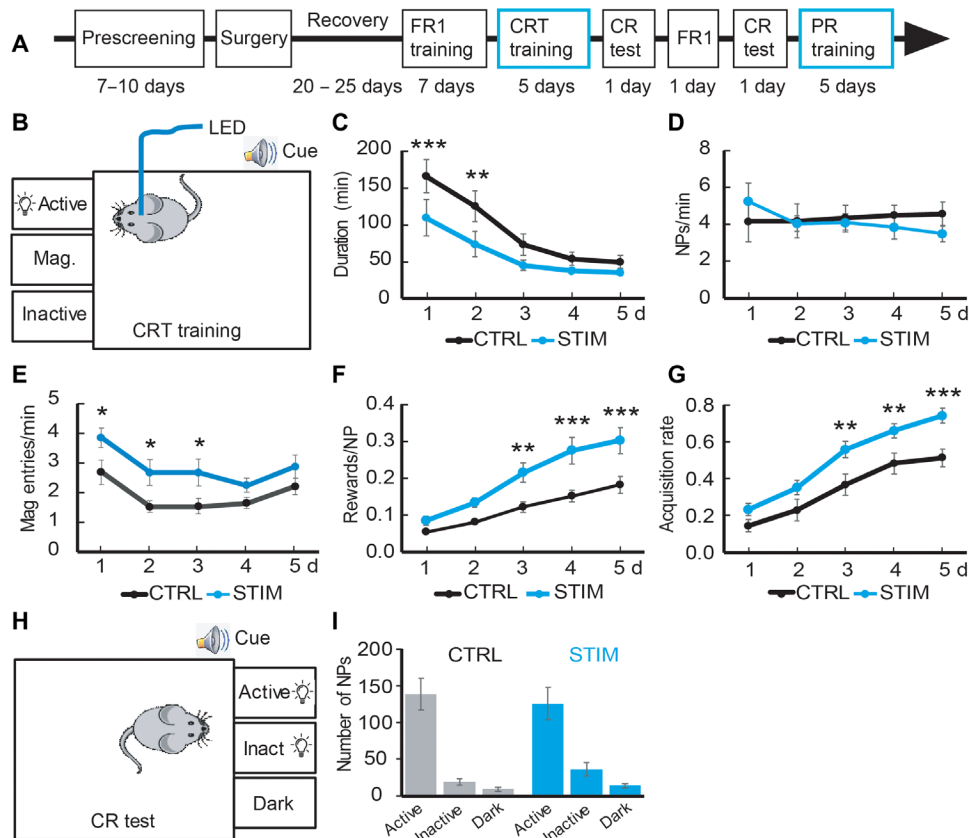 A
Prescreening
Surgery
Recovery
FR1 training
CRT training
CR test
FR1
CR test
PR training
7–10 days
20 – 25 days
7 days
5 days
1 day
1 day
1 day
5 days
B
LED
Cue
Active
Mag.
Inactive
CRT training
C
Duration (min)
200
150
100
50
0
***
**
1 2 3 4 5 d
CTRL STIM
D
NPs/min
8
6
4
2
0
1 2 3 4 5 d
CTRL STIM
E
Mag entries/min
5
4
3
2
1
0
*
*
*
1 2 3 4 5 d
CTRL STIM
F
Rewards/NP
0.4
0.3
0.2
0.1
0.0
**
***
***
1 2 3 4 5 d
CTRL STIM
G
Acquisition rate
0.8
0.6
0.4
0.2
0.0
**
**
***
1 2 3 4 5 d
CTRL STIM
H
Cue
Active
Inact
Dark
CR test
I
Number of NPs
200
150
100
50
0
CTRL
STIM
Active Inactive Dark Active Inactive Dark